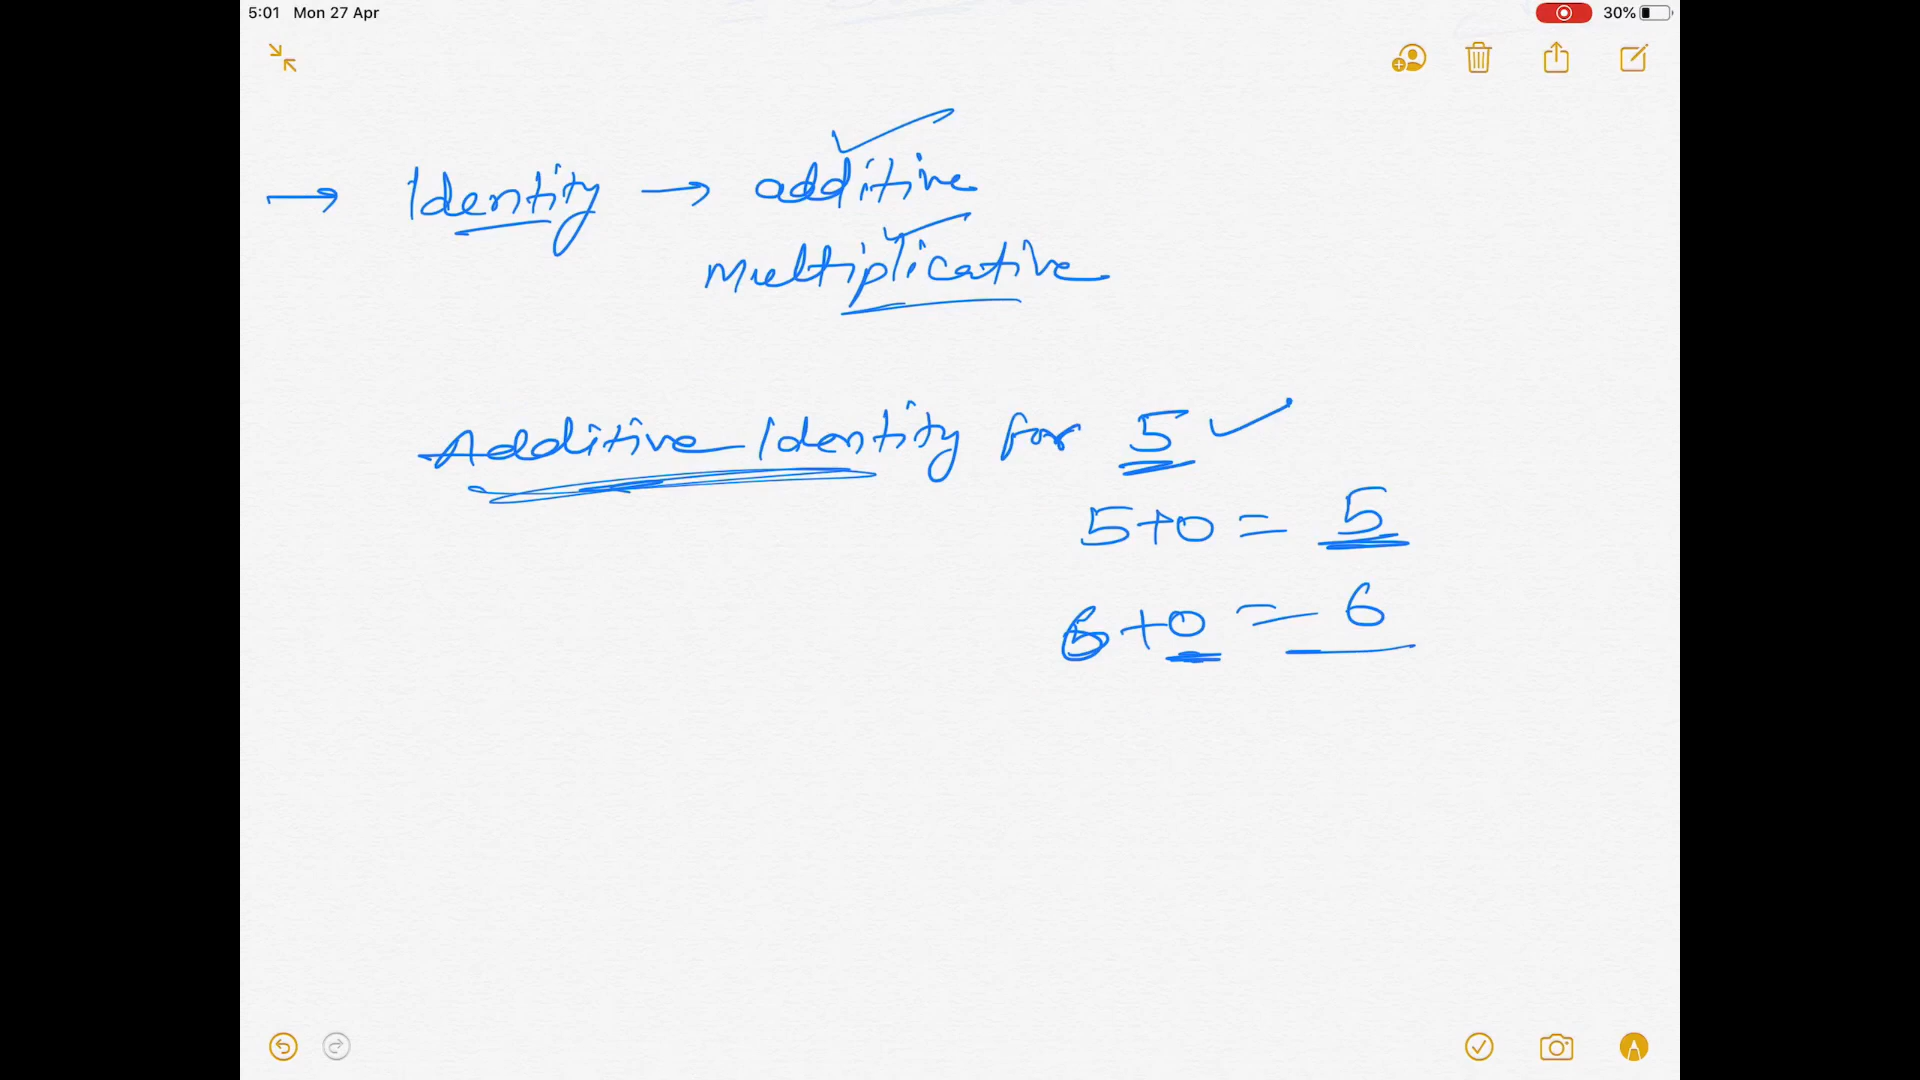 5:01 Mon 27 Apr 30%
→ Identity → additive
multiplicative
Additive Identity for 5 ✓
5+0 = 5
6+0 = 6